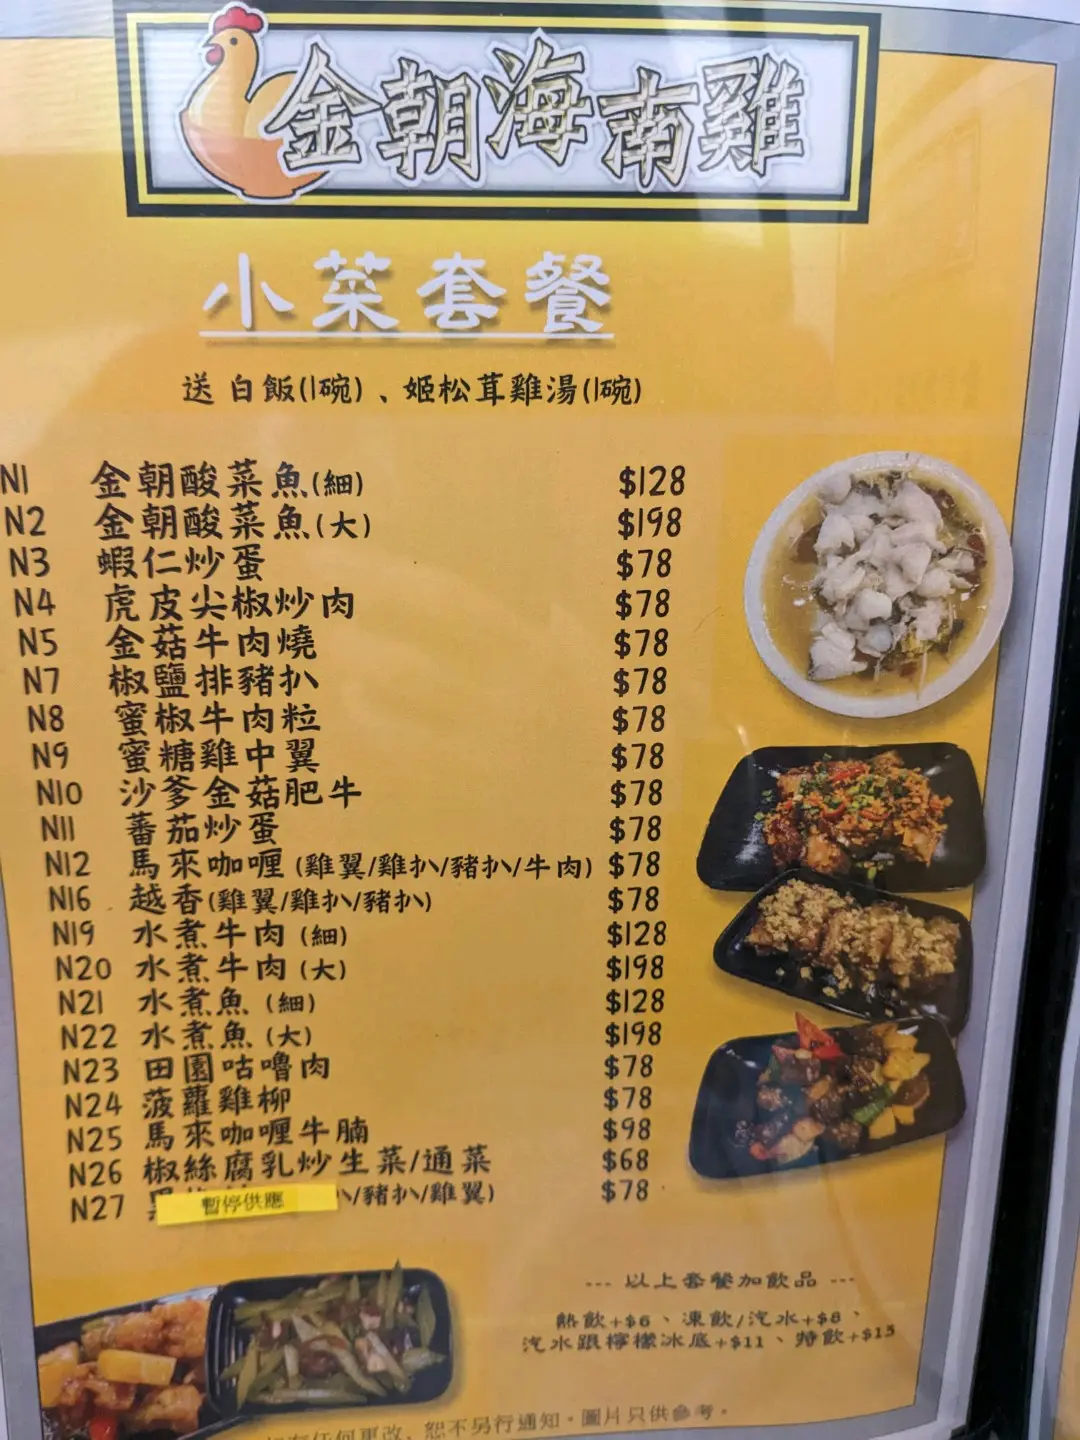 金朝海南雞
小菜套餐
送 白飯(1碗)、姬松茸雞湯(1碗)
N1 金朝酸菜魚(細) $128
N2 金朝酸菜魚(大) $198
N3 蝦仁炒蛋 $78
N4 虎皮尖椒炒肉 $78
N5 金菇牛肉燒 $78
N7 椒鹽排豬扒 $78
N8 蜜椒牛肉粒 $78
N9 蜜糖雞中翼 $78
N10 沙爹金菇肥牛 $78
N11 蕃茄炒蛋 $78
N12 馬來咖喱(雞翼/雞扒/豬扒/牛肉) $78
N16 越香(雞翼/雞扒/豬扒) $78
N19 水煮牛肉(細) $128
N20 水煮牛肉(大) $198
N21 水煮魚(細) $128
N22 水煮魚(大) $198
N23 田園咕嚕肉 $78
N24 菠蘿雞柳 $78
N25 馬來咖喱牛腩 $98
N26 椒絲腐乳炒生菜/通菜 $68
N27 暫停供應 扒/豬扒/雞翼) $78
--- 以上套餐加飲品 ---
熱飲+$6、凍飲/汽水+$8、
汽水跟檸檬冰底+$11、特飲+$15
如有任何更改，恕不另行通知。圖片只供參考。